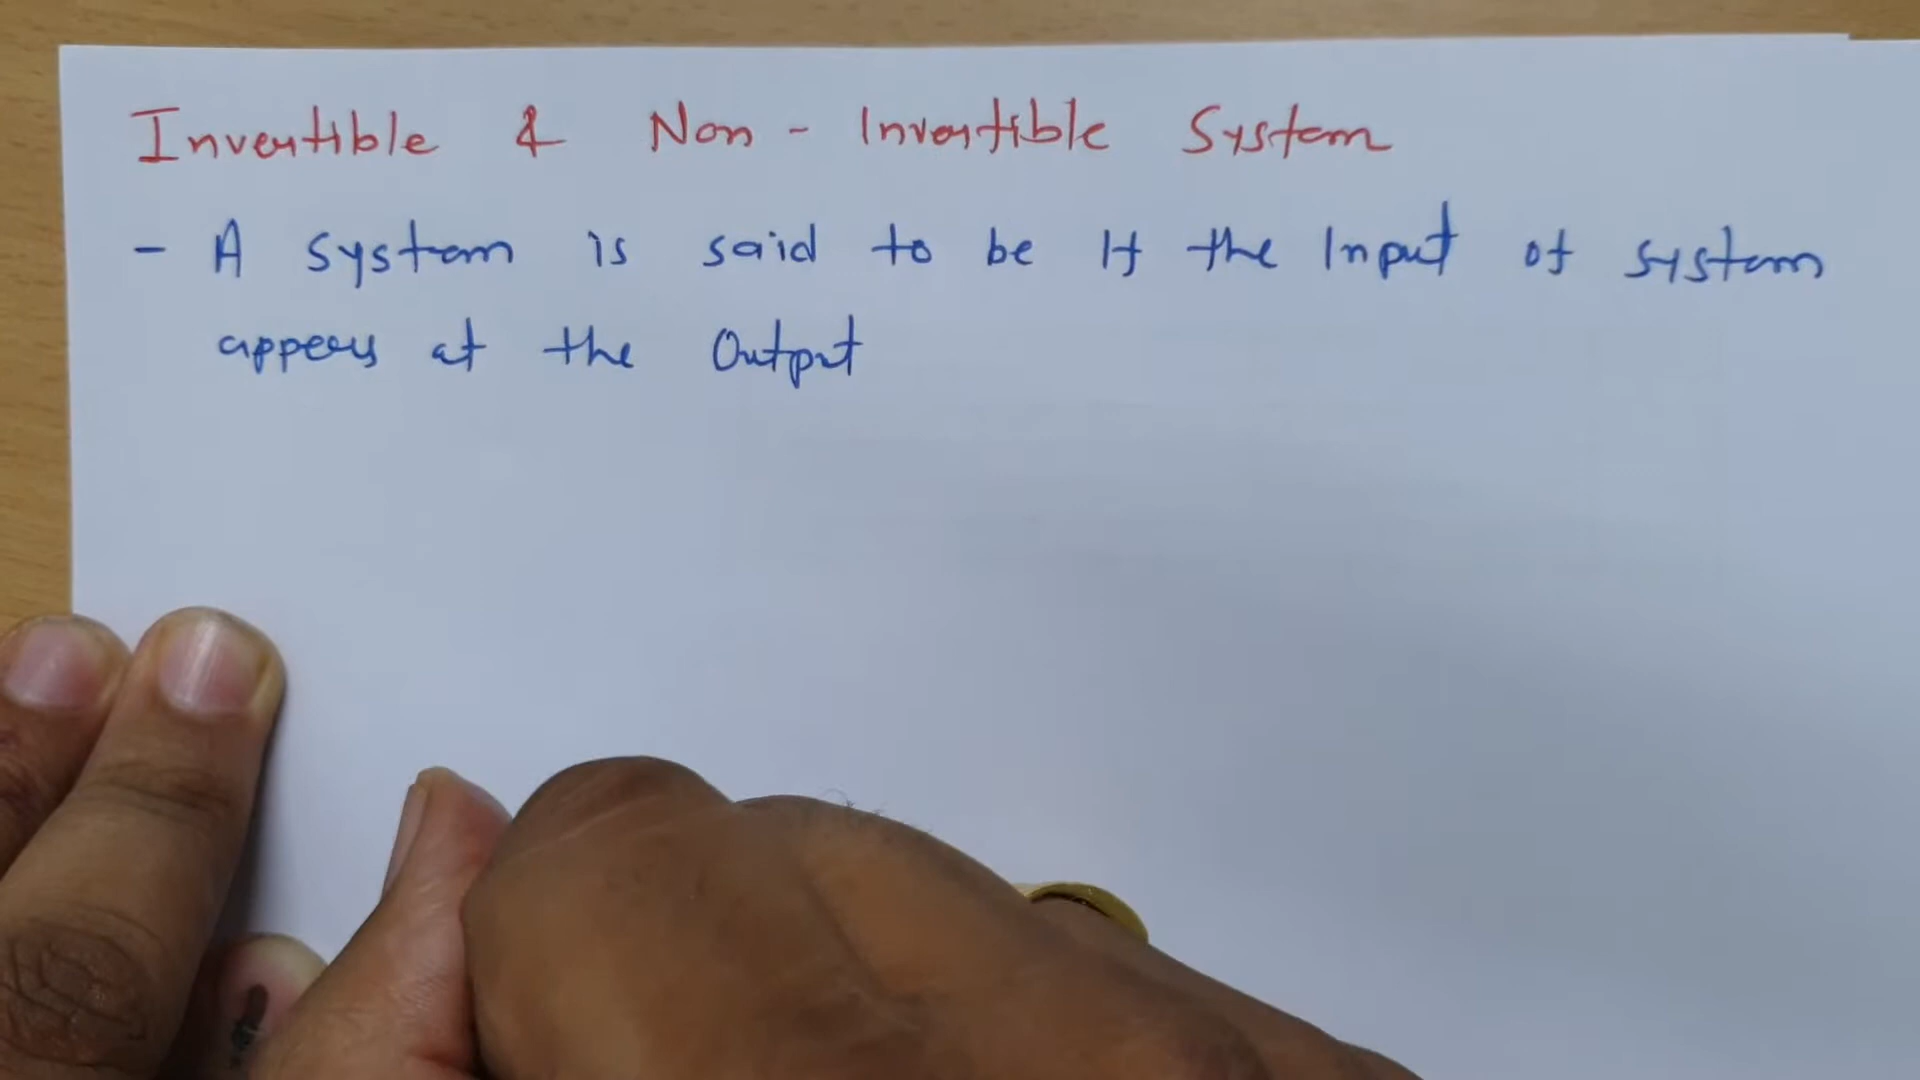 Invertible & Non - Invertible System
- A system is said to be If the Input of system
appears at the Output